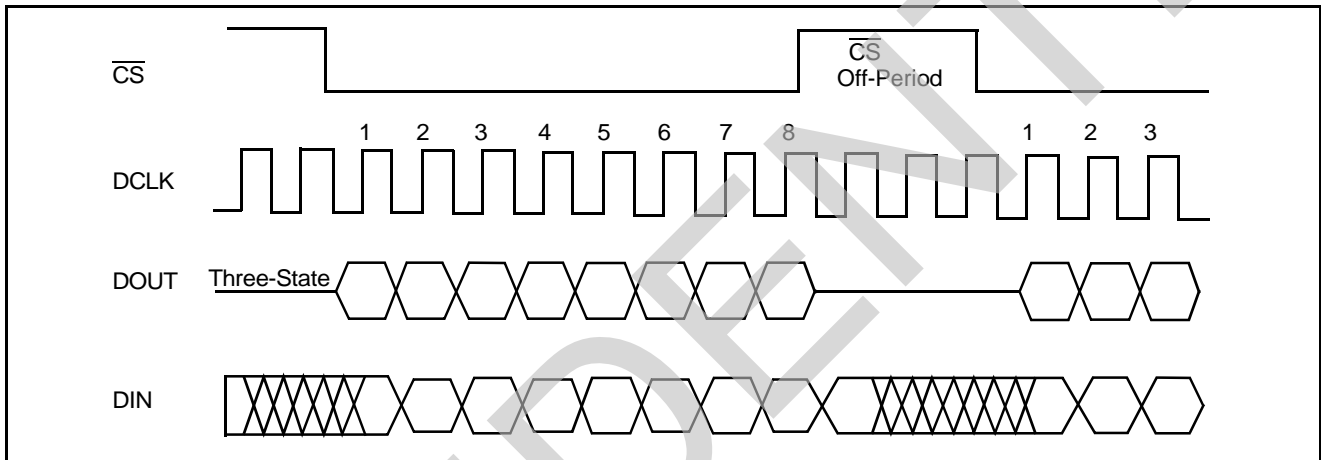 CS
CS
Off-Period
1 2 3 4 5 6 7 8 1 2 3
DCLK
DOUT Three-State
DIN